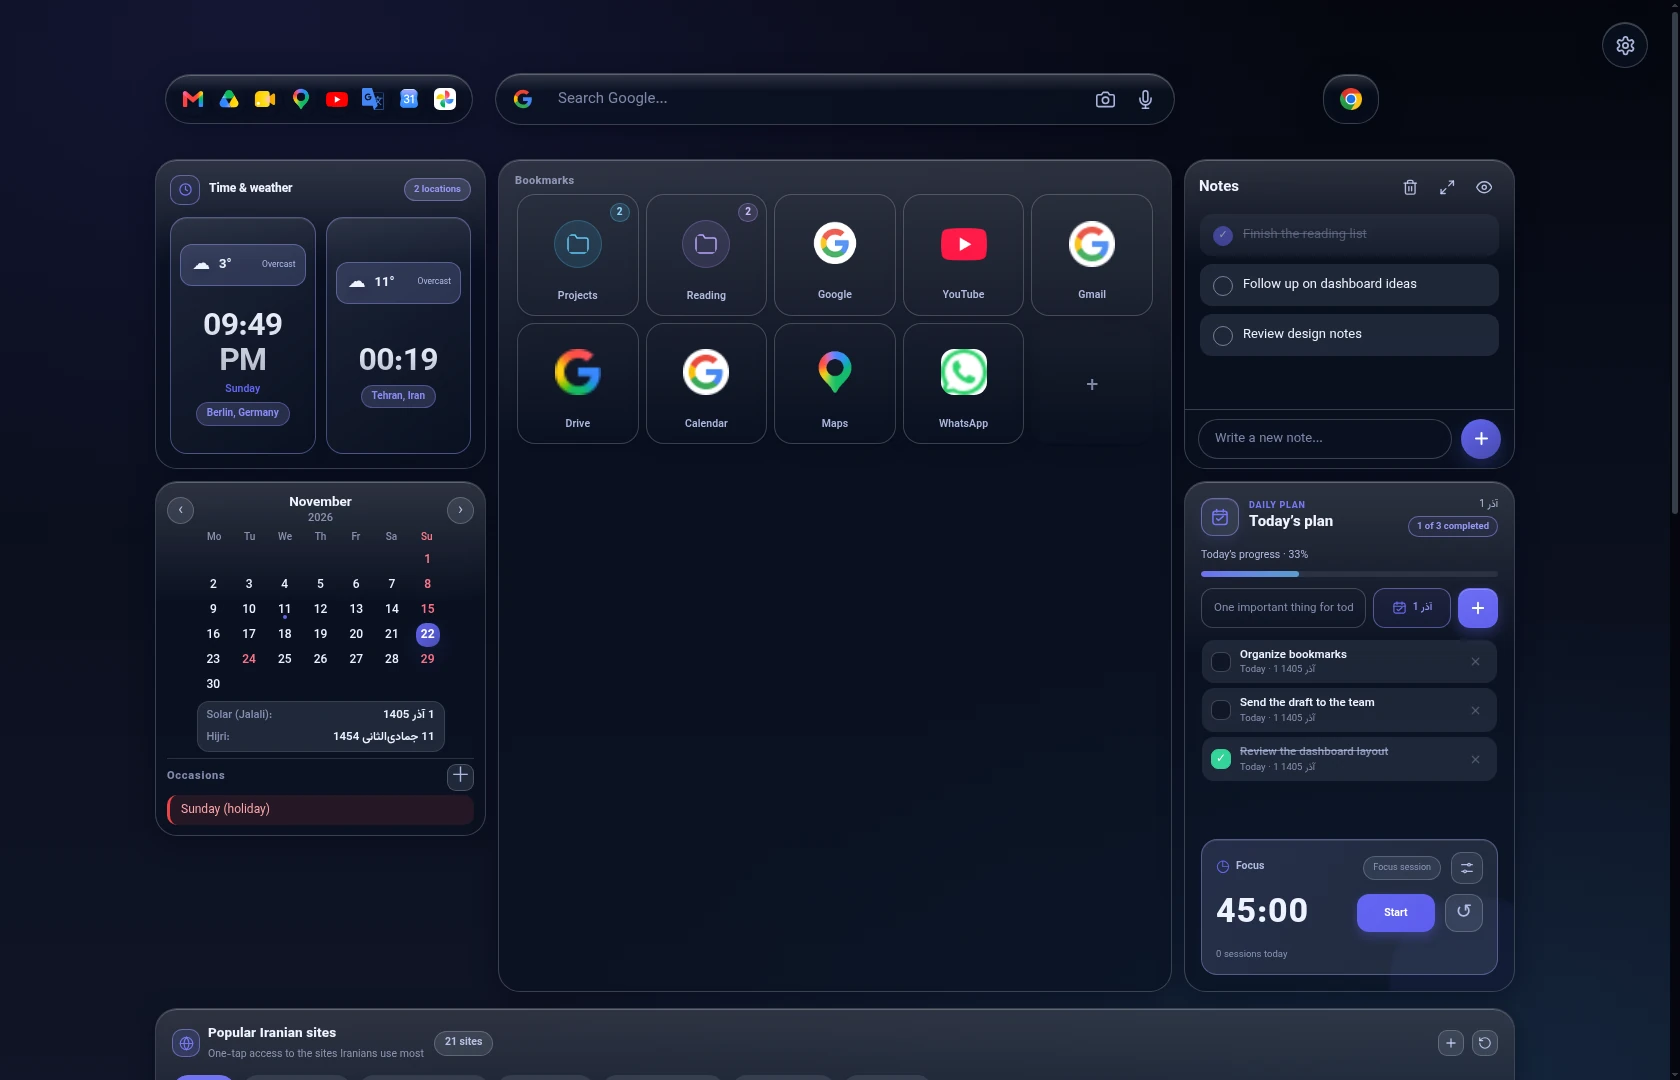 31
Search Google...
Time & weather
2 locations
3°
Overcast
09:49
PM
Sunday
Berlin, Germany
11°
Overcast
00:19
Tehran, Iran
November
2026
Mo Tu We Th Fr Sa Su
1
2 3 4 5 6 7 8
9 10 11 12 13 14 15
16 17 18 19 20 21 22
23 24 25 26 27 28 29
30
Solar (Jalali): 1 آذر 1405
Hijri: 11 جمادی‌الثانی 1454
Occasions
Sunday (holiday)
Bookmarks
2
Projects
2
Reading
Google
YouTube
Gmail
Drive
Calendar
Maps
WhatsApp
+
Notes
Finish the reading list
Follow up on dashboard ideas
Review design notes
Write a new note...
DAILY PLAN
Today's plan
1 آذر
1 of 3 completed
Today's progress · 33%
One important thing for tod
1 آذر
Organize bookmarks
Today · 1 آذر 1405
Send the draft to the team
Today · 1 آذر 1405
Review the dashboard layout
Today · 1 آذر 1405
Focus
Focus session
45:00
Start
0 sessions today
Popular Iranian sites
One-tap access to the sites Iranians use most
21 sites